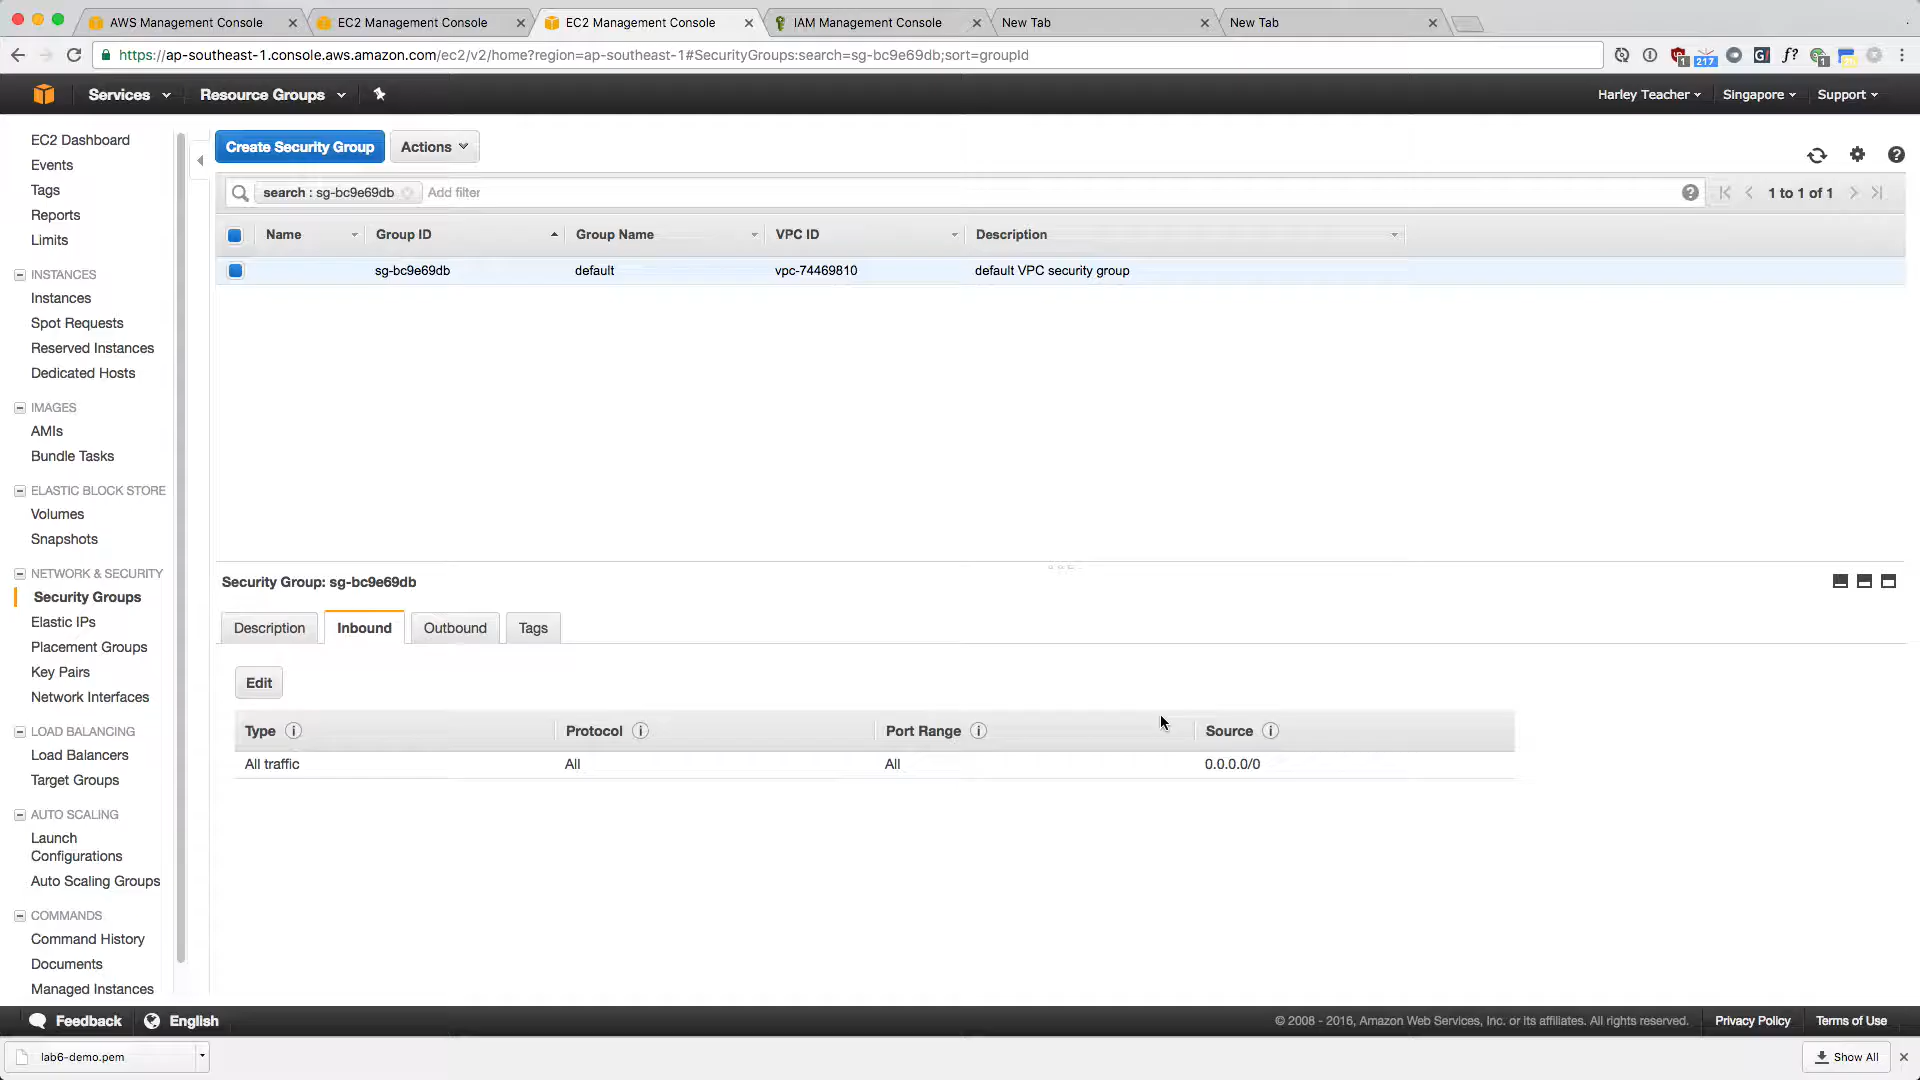 AWS Management Console
EC2 Management Console
EC2 Management Console
IAM Management Console
New Tab
New Tab
https://ap-southeast-1.console.aws.amazon.com/ec2/v2/home?region=ap-southeast-1#SecurityGroups:search=sg-bc9e69db;sort=groupId
1
217
f?
1
Services
Resource Groups
Harley Teacher
Singapore
Support
EC2 Dashboard
Events
Tags
Reports
Limits
INSTANCES
Instances
Spot Requests
Reserved Instances
Dedicated Hosts
IMAGES
AMIs
Bundle Tasks
ELASTIC BLOCK STORE
Volumes
Snapshots
NETWORK & SECURITY
Security Groups
Elastic IPs
Placement Groups
Key Pairs
Network Interfaces
LOAD BALANCING
Load Balancers
Target Groups
AUTO SCALING
Launch
Configurations
Auto Scaling Groups
COMMANDS
Command History
Documents
Managed Instances
Create Security Group
Actions
search : sg-bc9e69db
Add filter
1 to 1 of 1
Name Group ID Group Name VPC ID Description
sg-bc9e69db default vpc-74469810 default VPC security group
Security Group: sg-bc9e69db
Description
Inbound
Outbound
Tags
Edit
Type Protocol Port Range Source
All traffic All All 0.0.0.0/0
Feedback
English
© 2008 - 2016, Amazon Web Services, Inc. or its affiliates. All rights reserved.
Privacy Policy
Terms of Use
lab6-demo.pem
Show All